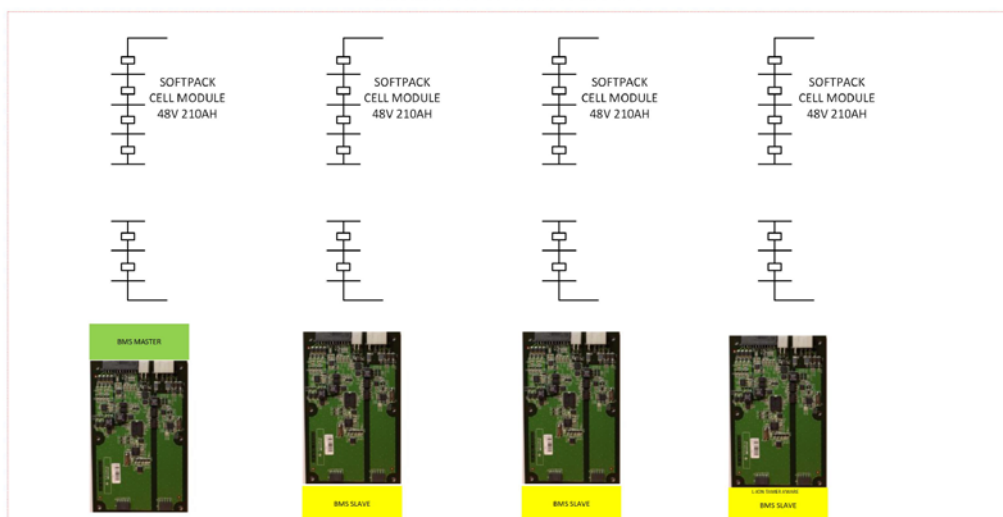 SOFTPACK
CELL MODULE
48V 210AH
SOFTPACK
CELL MODULE
48V 210AH
SOFTPACK
CELL MODULE
48V 210AH
SOFTPACK
CELL MODULE
48V 210AH
BMS MASTER
BMS SLAVE
BMS SLAVE
BMS SLAVE